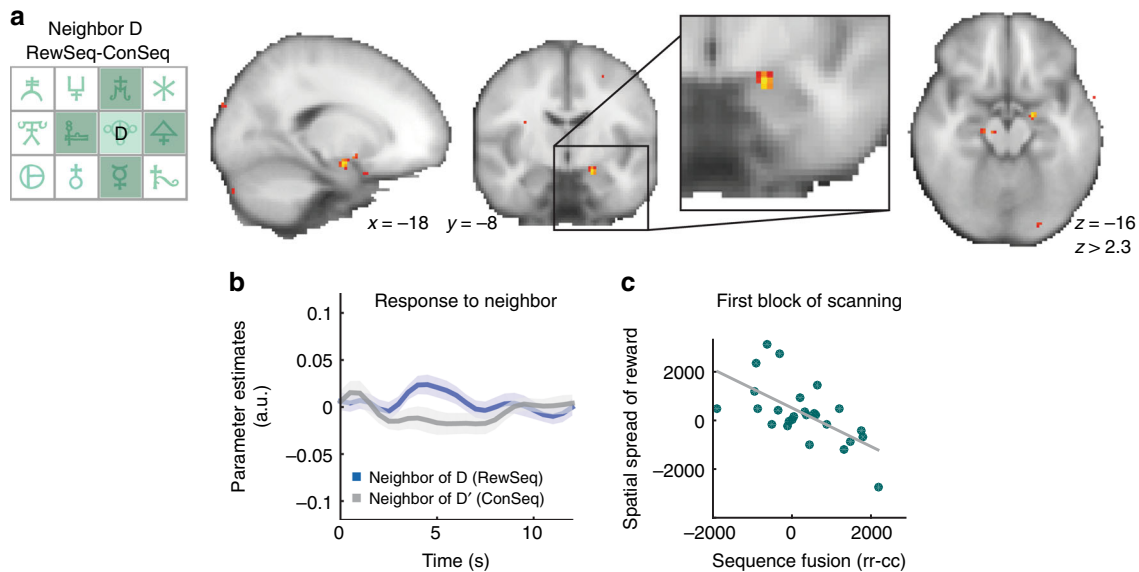 a
Neighbor D
RewSeq-ConSeq
D
x = −18
y = −8
z = −16
z > 2.3
b
Response to neighbor
Parameter estimates
(a.u.)
0.1
0.05
0
−0.05
−0.1
Neighbor of D (RewSeq)
Neighbor of D′ (ConSeq)
0
5
10
Time (s)
c
First block of scanning
Spatial spread of reward
2000
0
−2000
−2000
0
2000
Sequence fusion (rr-cc)